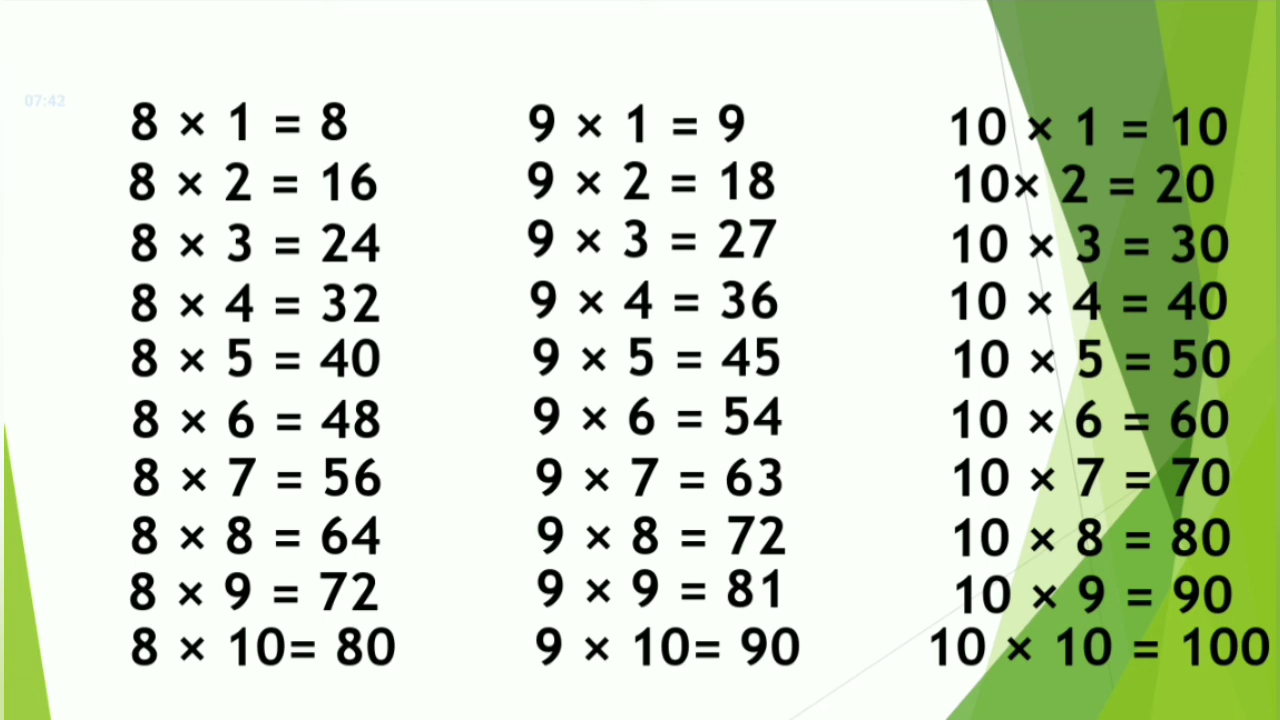 07:42
8 × 1 = 8
8 × 2 = 16
8 × 3 = 24
8 × 4 = 32
8 × 5 = 40
8 × 6 = 48
8 × 7 = 56
8 × 8 = 64
8 × 9 = 72
8 × 10= 80
9 × 1 = 9
9 × 2 = 18
9 × 3 = 27
9 × 4 = 36
9 × 5 = 45
9 × 6 = 54
9 × 7 = 63
9 × 8 = 72
9 × 9 = 81
9 × 10= 90
10 × 1 = 10
10× 2 = 20
10 × 3 = 30
10 × 4 = 40
10 × 5 = 50
10 × 6 = 60
10 × 7 = 70
10 × 8 = 80
10 × 9 = 90
10 × 10 = 100